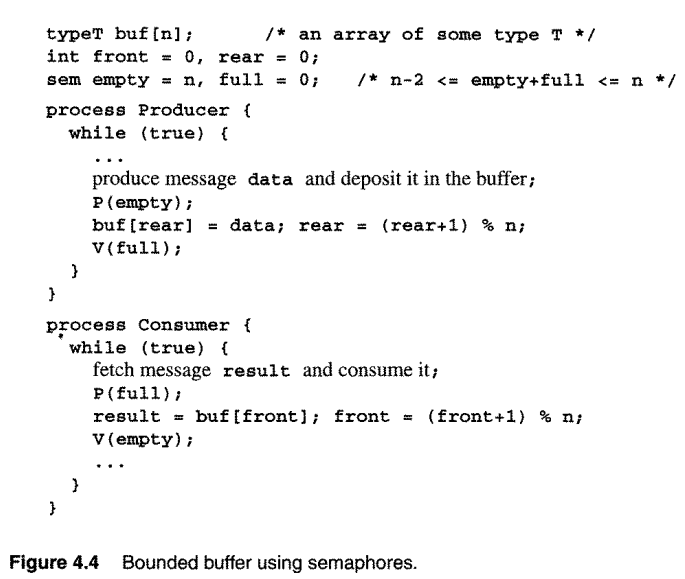 typeT buf[n]; /* an array of some type T */
int front = 0, rear = 0;
sem empty = n, full = 0; /* n-2 <= empty+full <= n */
process Producer {
while (true) {
...
produce message data and deposit it in the buffer;
P(empty);
buf[rear] = data; rear = (rear+1) % n;
V(full);
}
}
process Consumer {
while (true) {
fetch message result and consume it;
P(full);
result = buf[front]; front = (front+1) % n;
V(empty);
...
}
}
Figure 4.4 Bounded buffer using semaphores.